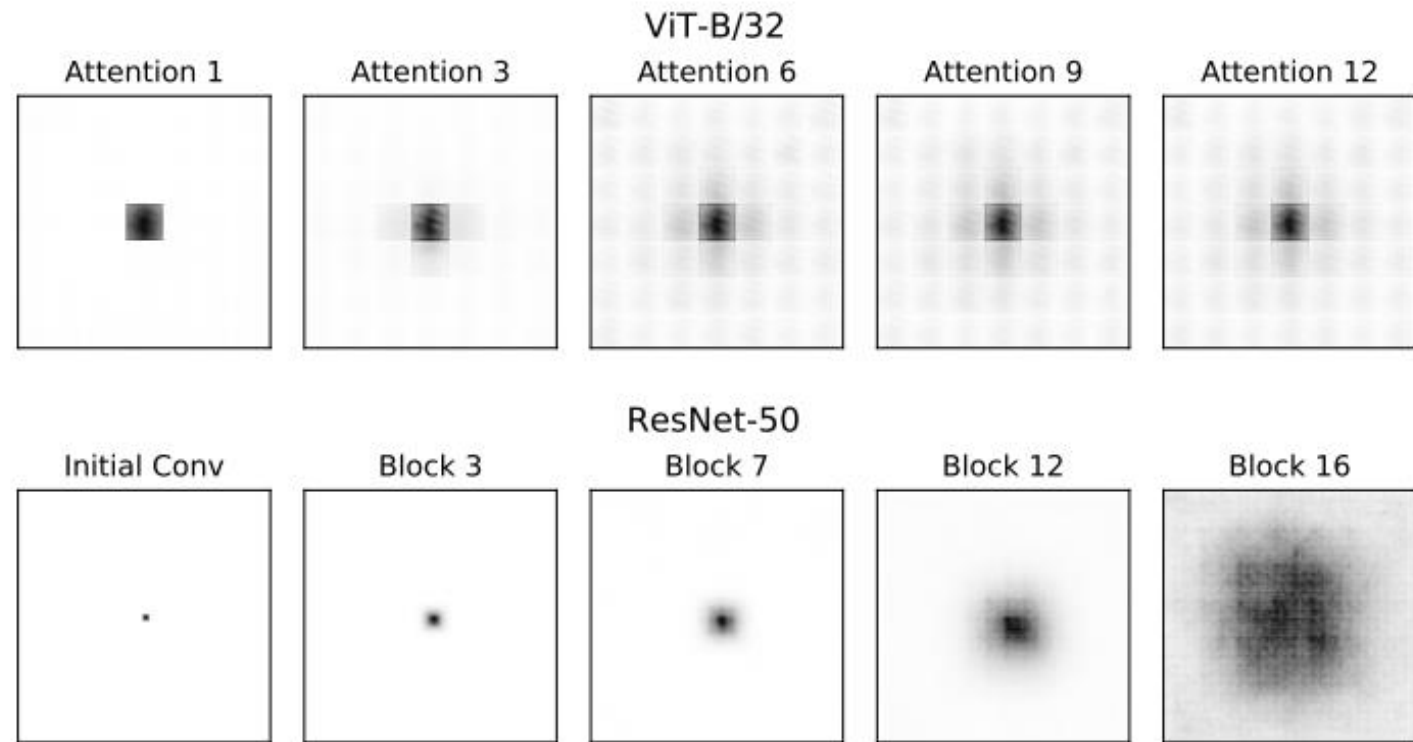 ViT-B/32
Attention 1 Attention 3 Attention 6 Attention 9 Attention 12
ResNet-50
Initial Conv Block 3 Block 7 Block 12 Block 16